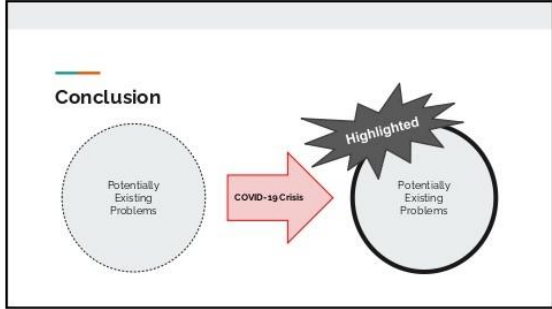 Conclusion
Potentially
Existing
Problems
COVID-19 Crisis
Highlighted
Potentially
Existing
Problems